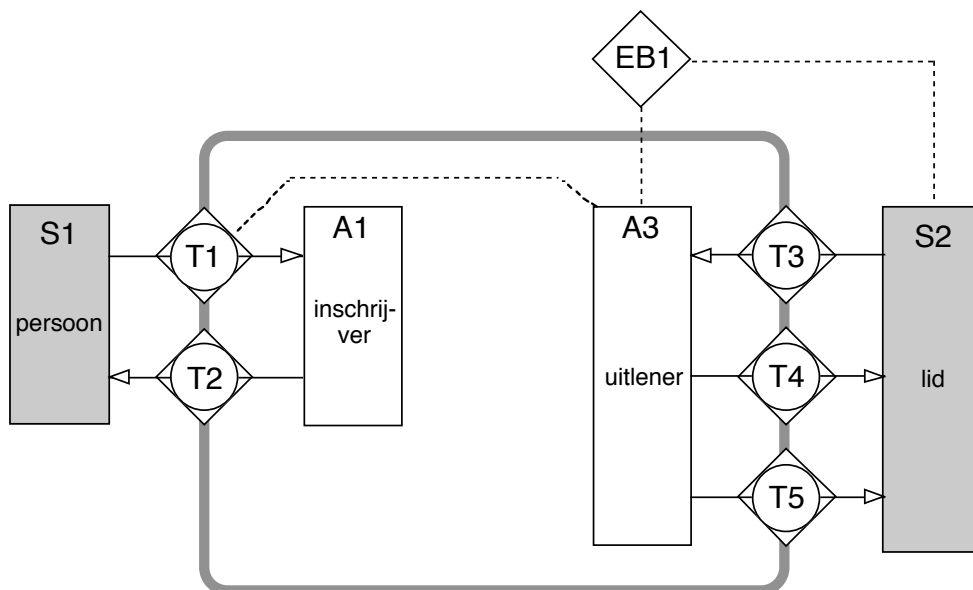 EB1
S1
persoon
T1
T2
A1
inschrij-
ver
A3
uitlener
T3
T4
T5
S2
lid